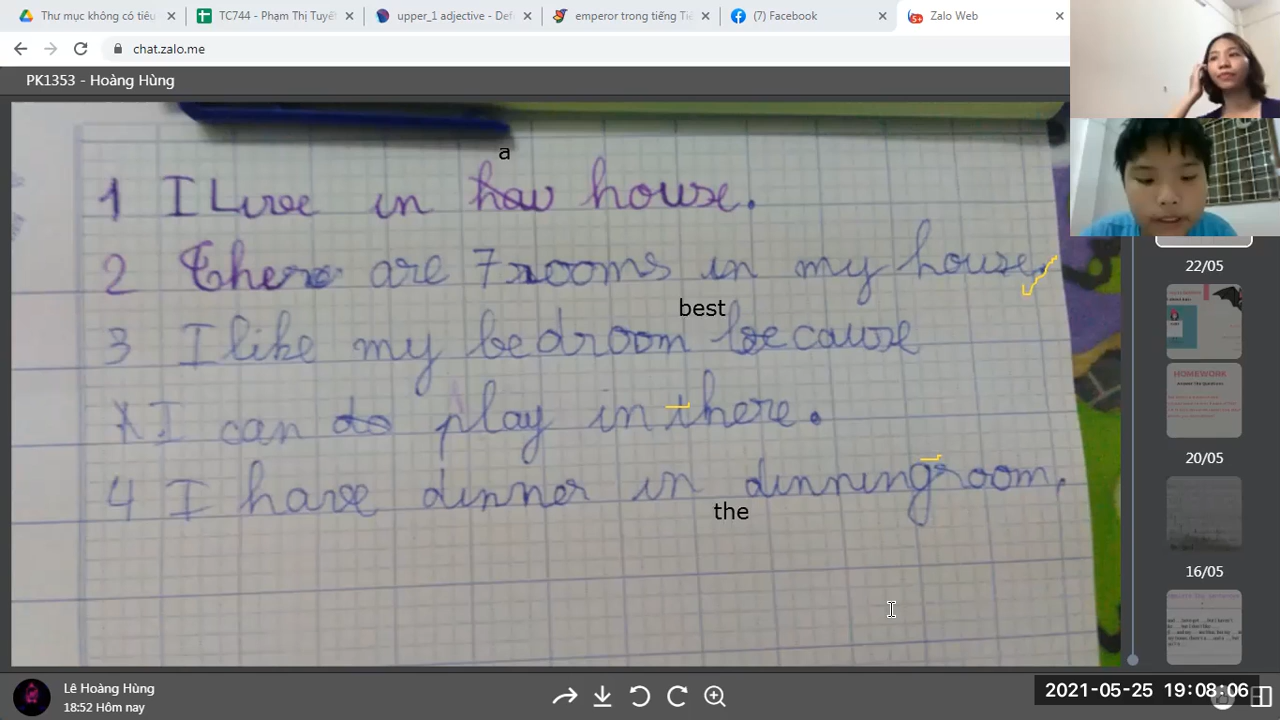 Thư mục không có tiêu
TC744 - Phạm Thị Tuyế
upper_1 adjective - Def
emperor trong tiếng Ti
(7) Facebook
Zalo Web
chat.zalo.me
PK1353 - Hoàng Hùng
a
1 I Live in house.
2 There are 7 rooms in my house.
best
3 I like my bedroom because
I can do play in there.
4 I have dinner in dinningroom.
the
22/05
HOMEWORK
20/05
16/05
Lê Hoàng Hùng
18:52 Hôm nay
2021-05-25 19:08:06